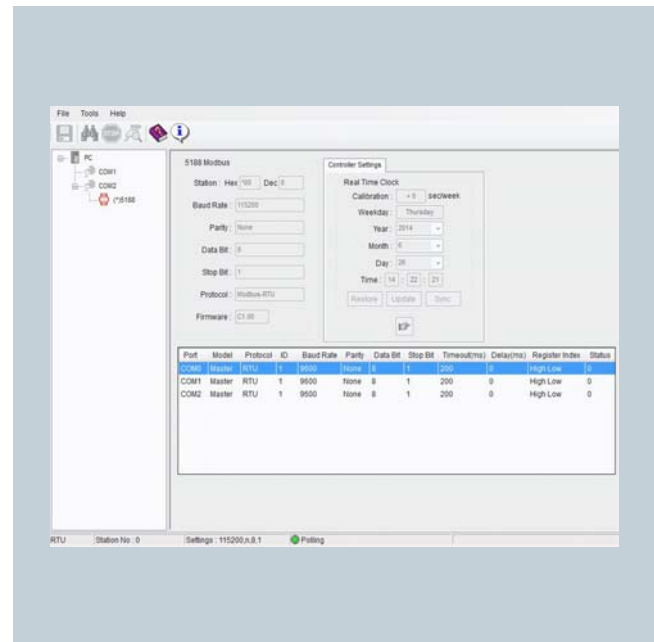 File Tools Help
PC
COM1
COM2
(*)5188
5188 Modbus
Station : Hex *00 Dec 0
Baud Rate : 115200
Parity : None
Data Bit : 8
Stop Bit : 1
Protocol : Modbus-RTU
Firmware : C1.00
Controller Settings
Real Time Clock
Calibration : + 0 sec/week
Weekday : Thursday
Year : 2014
Month : 6
Day : 26
Time : 14 : 22 : 21
Restore Update Sync
Port Model Protocol ID Baud Rate Parity Data Bit Stop Bit Timeout(ms) Delay(ms) Register Index Status
COM0 Master RTU 1 9600 None 8 1 200 0 High Low 0
COM1 Master RTU 1 9600 None 8 1 200 0 High Low 0
COM2 Master RTU 1 9600 None 8 1 200 0 High Low 0
RTU Station No : 0 Settings : 115200,n,8,1 Polling